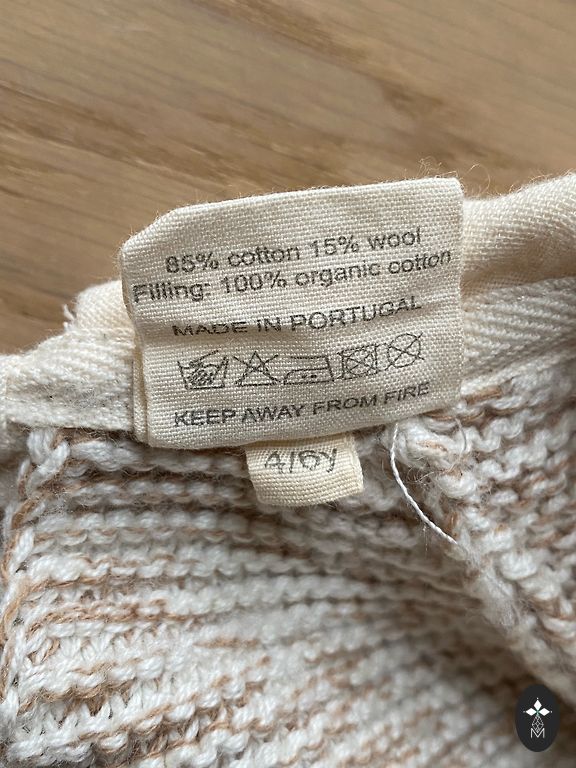 85% cotton 15% wool
Filling: 100% organic cotton
MADE IN PORTUGAL
KEEP AWAY FROM FIRE
4/6y
M